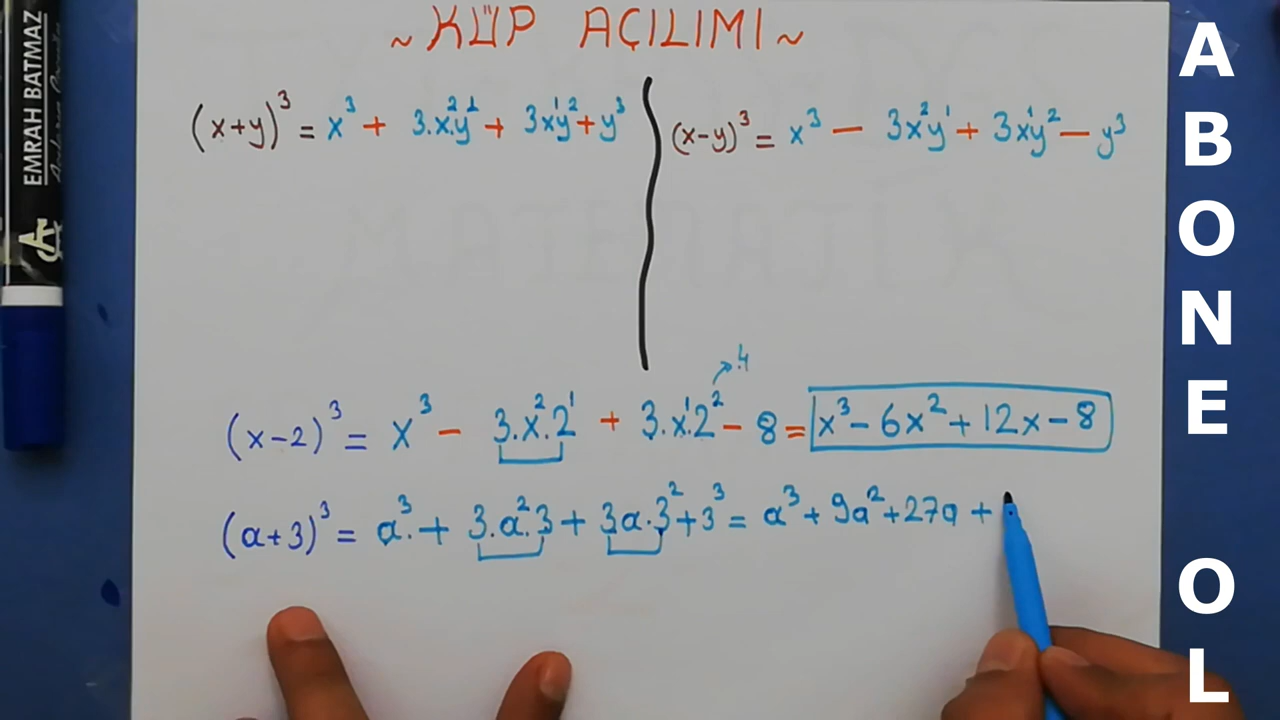 ~ KÜP AÇILIMI ~
(x+y)³ = x³ + 3.x².y¹ + 3x¹y² + y³
(x-y)³ = x³ − 3x²y¹ + 3x¹y² − y³
.4
(x-2)³ = x³ − 3.x².2¹ + 3.x¹.2² − 8 = x³ − 6x² + 12x − 8
(a+3)³ = a³ + 3.a².3 + 3a.3² + 3³ = a³ + 9a² + 27a +
EMRAH BATMAZ
ABONE OL